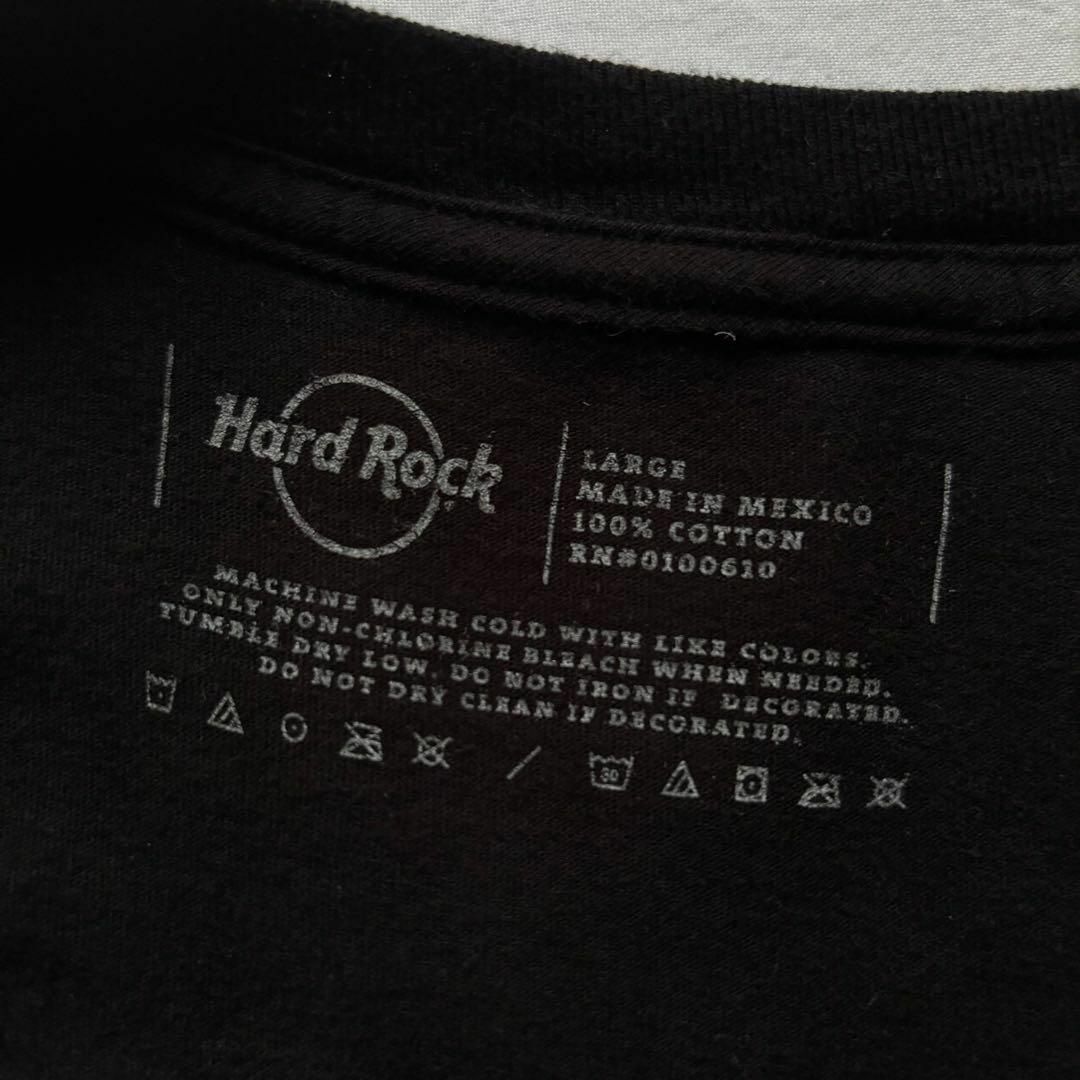 Hard Rock
LARGE
MADE IN MEXICO
100% COTTON
RN#0100610
MACHINE WASH COLD WITH LIKE COLORS.
ONLY NON-CHLORINE BLEACH WHEN NEEDED.
TUMBLE DRY LOW. DO NOT IRON IF DECORATED.
DO NOT DRY CLEAN IF DECORATED.
30